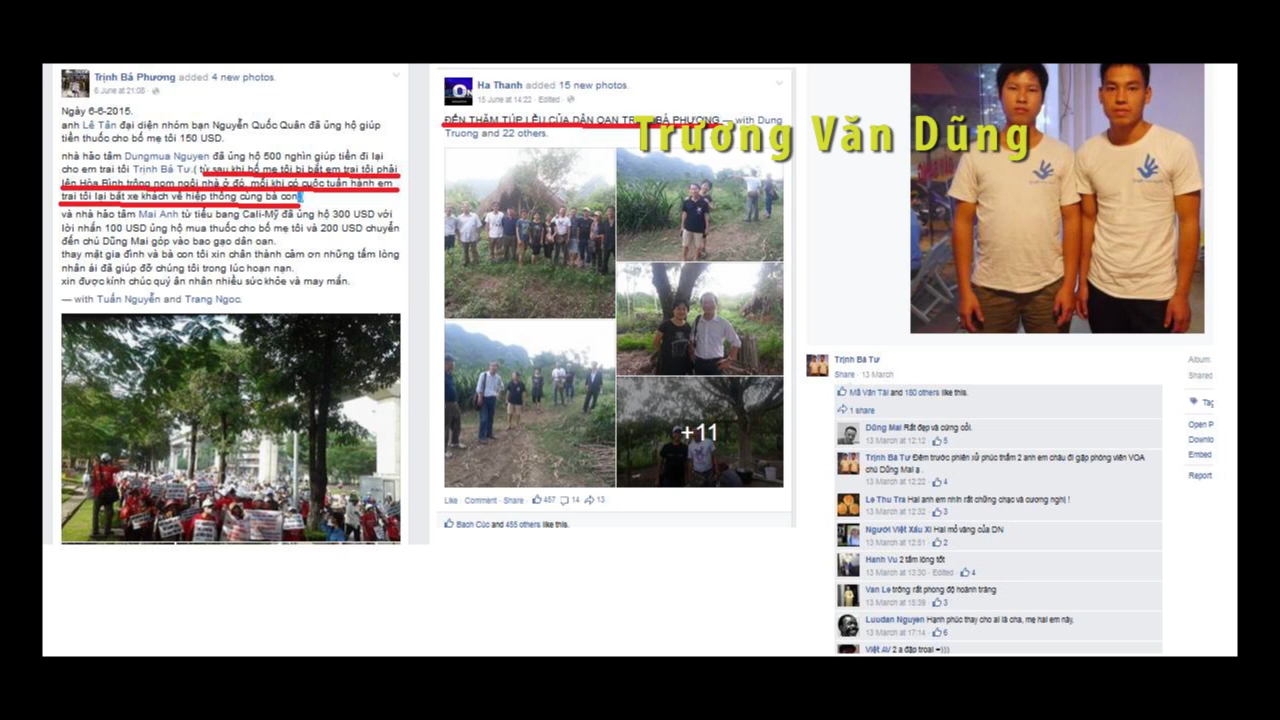 Trịnh Bá Phương added 4 new photos.
6 June at 21:08
Ngày 6-6-2015.
anh Lê Tân đại diện nhóm bạn Nguyễn Quốc Quân đã ủng hộ giúp
tiền thuốc cho bố mẹ tôi 150 USD.
nhà hảo tâm Dungmua Nguyen đã ủng hộ 500 nghìn giúp tiền đi lại
cho em trai tôi Trịnh Bá Tư.( từ sau khi bố mẹ tôi bị bắt em trai tôi phải
lên Hòa Bình trông nom ngôi nhà ở đó, mỗi khi có cuộc tuần hành em
trai tôi lại bắt xe khách về hiệp thông cùng bà con.)
và nhà hảo tâm Mai Anh từ tiểu bang Cali-Mỹ đã ủng hộ 300 USD với
lời nhắn 100 USD ủng hộ mua thuốc cho bố mẹ tôi và 200 USD chuyển
đến chú Dũng Mai góp vào bao gạo dân oan.
thay mặt gia đình và bà con tôi xin chân thành cảm ơn những tấm lòng
nhân ái đã giúp đỡ chúng tôi trong lúc hoạn nạn.
xin được kính chúc quý ân nhân nhiều sức khỏe và may mắn.
— with Tuấn Nguyễn and Trang Ngoc.
Ha Thanh added 15 new photos.
15 June at 14:22 · Edited
ĐẾN THĂM TÚP LỀU CỦA DÂN OAN BÁ PHƯƠNG — with Dung
Truong and 22 others.
+11
Like · Comment · Share · 457 14 13
Bach Cúc and 455 others like this.
Trương Văn Dũng
Trịnh Bá Tư
Share · 13 March
Album
Shared
Mã Văn Tài and 180 others like this.
1 share
Dũng Mai Rất đẹp và cứng cỏi.
13 March at 12:12 · 5
Trịnh Bá Tư Đêm trước phiên xử phúc thẩm 2 anh em cháu đi gặp phóng viên VOA
chú Dũng Mai ạ .
13 March at 12:22 · 4
Le Thu Tra Hai anh em nhìn rất chững chạc và cương nghị !
13 March at 12:32 · 3
Người Việt Xấu Xí Hai mỏ vàng của DN
13 March at 12:51 · 2
Hanh Vu 2 tấm lòng tốt
13 March at 13:30 · Edited · 4
Van Le trông rất phong độ hoành tráng
13 March at 15:39 · 3
Luudan Nguyen Hạnh phúc thay cho ai là cha, mẹ hai em này.
13 March at 17:14 · 6
Việt AV 2 a đập troai =)))
Tag
Open P
Downlo
Embed
Report